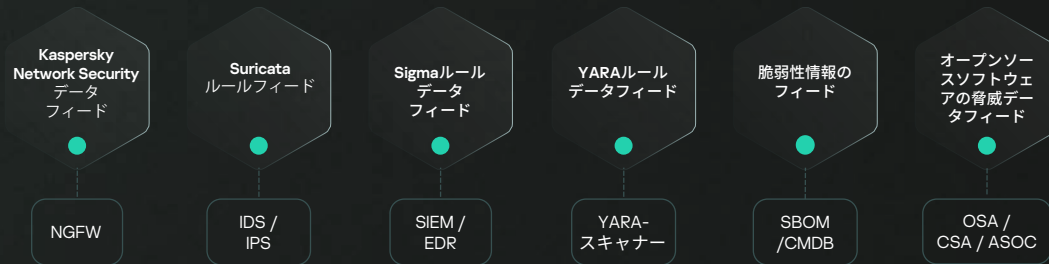 Kaspersky
Network Security
データ
フィード
Suricata
ルールフィード
Sigmaルール
データ
フィード
YARAルール
データフィード
脆弱性情報の
フィード
オープンソー
スソフトウェ
アの脅威デー
タフィード
NGFW
IDS /
IPS
SIEM /
EDR
YARA-
スキャナー
SBOM
/CMDB
OSA /
CSA / ASOC